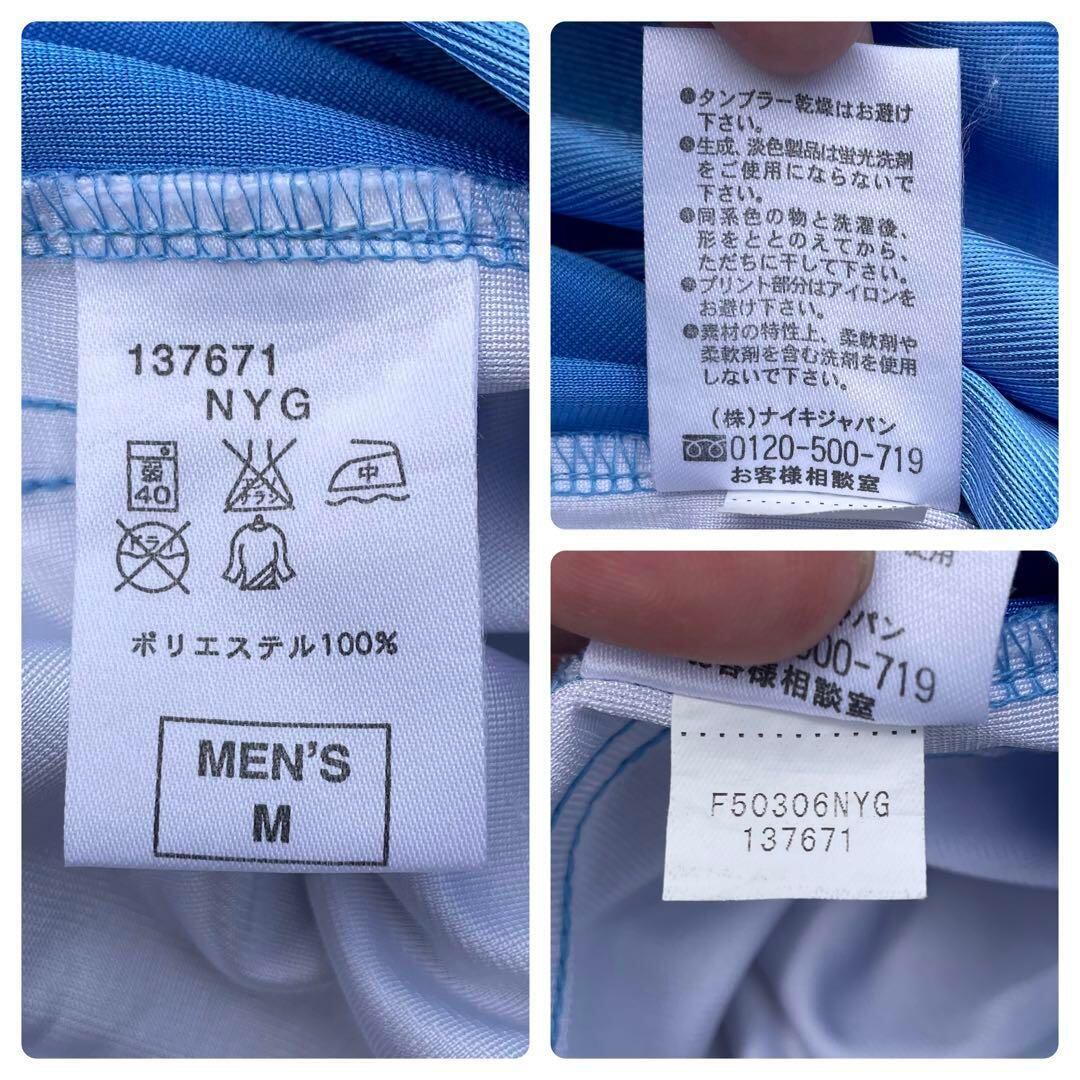 137671
NYG
弱
40
エンソ
サラシ
中
ドライ
ポリエステル100%
MEN'S
M
●タンブラー乾燥はお避け
下さい。
●生成、淡色製品は蛍光洗剤
をご使用にならないで
下さい。
●同系色の物と洗濯後、
形をととのえてから、
ただちに干して下さい。
●プリント部分はアイロンを
お避け下さい。
●素材の特性上、柔軟剤や
柔軟剤を含む洗剤を使用
しないで下さい。
(株)ナイキジャパン
0120-500-719
お客様相談室
使用
ャパン
500-719
お客様相談室
F50306NYG
137671